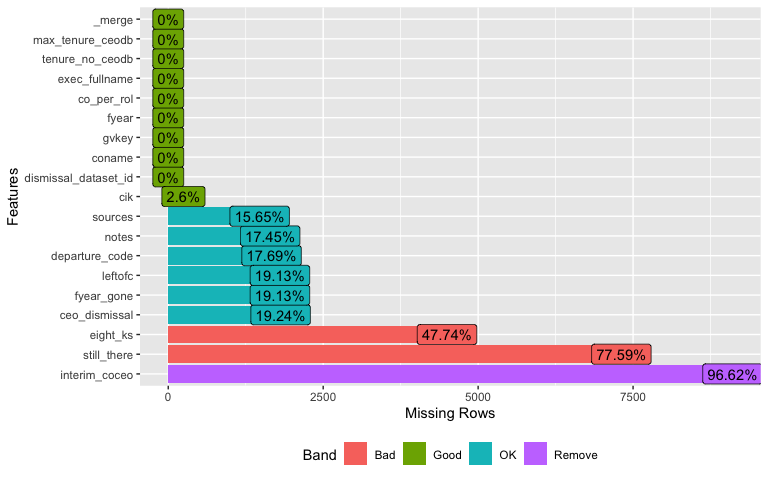 _merge 0%
max_tenure_ceodb 0%
tenure_no_ceodb 0%
exec_fullname 0%
co_per_rol 0%
fyear 0%
gvkey 0%
coname 0%
dismissal_dataset_id 0%
cik 2.6%
sources 15.65%
notes 17.45%
departure_code 17.69%
leftofc 19.13%
fyear_gone 19.13%
ceo_dismissal 19.24%
eight_ks 47.74%
still_there 77.59%
interim_coceo 96.62%
Features
0 2500 5000 7500
Missing Rows
Band Bad Good OK Remove